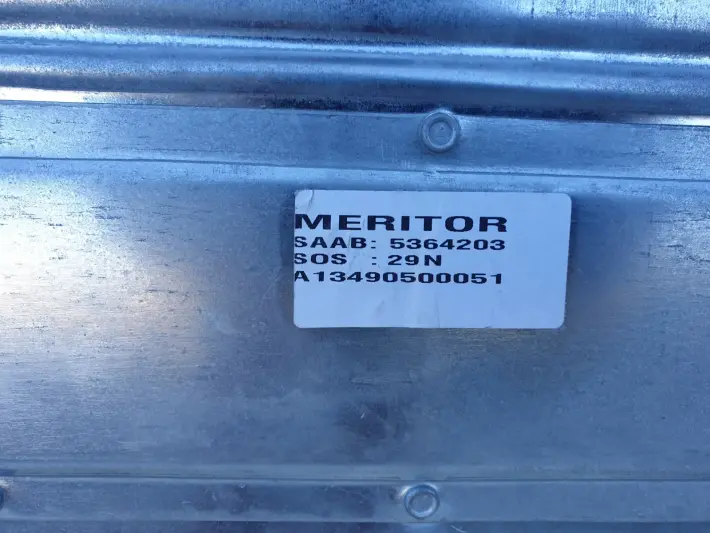 MERITOR
SAAB: 5364203
SOS : 29N
A13490500051